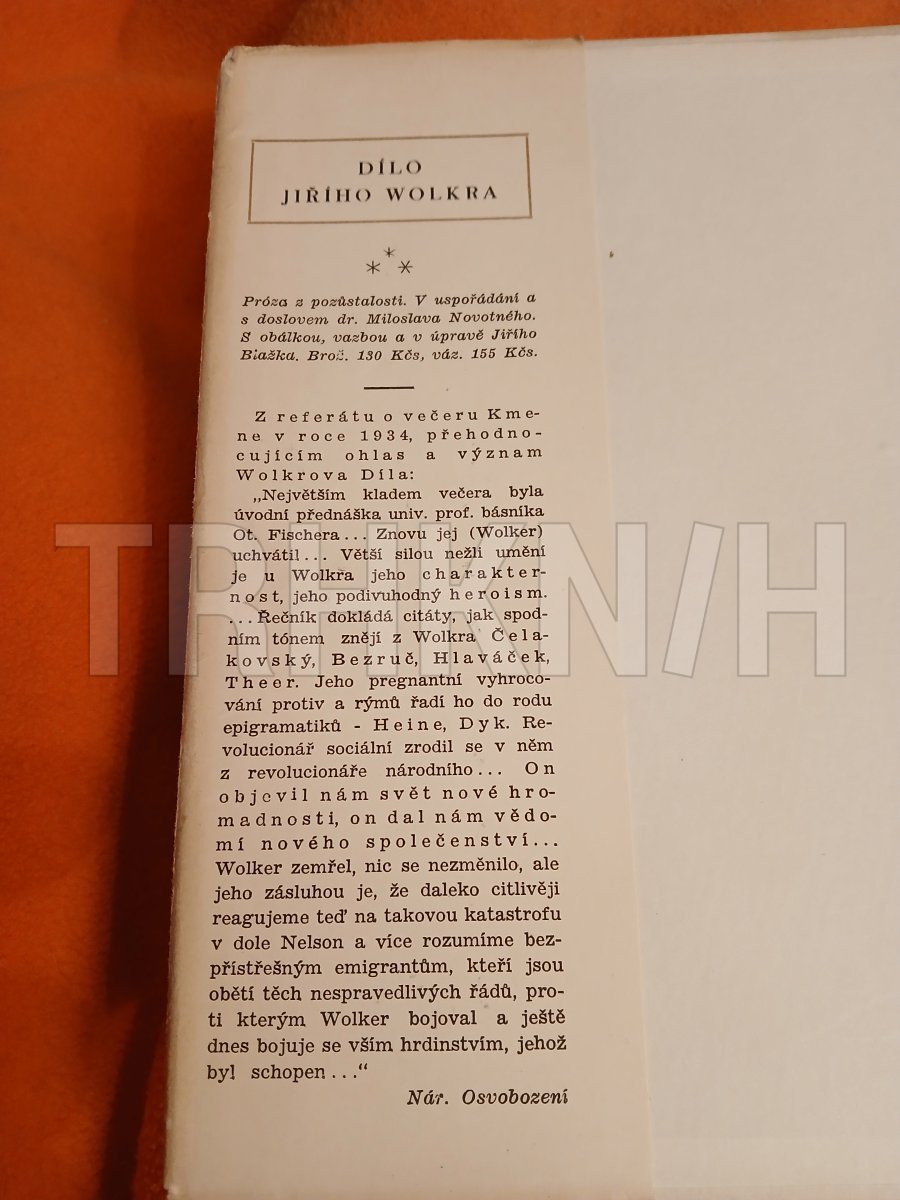 DÍLO
JIŘÍHO WOLKRA
* * *
Próza z pozůstalosti. V uspořádání a
s doslovem dr. Miloslava Novotného.
S obálkou, vazbou a v úpravě Jiřího
Blažka. Brož. 130 Kčs, váz. 155 Kčs.
Z referátu o večeru Kme-
ne v roce 1934, přehodno-
cujícím ohlas a význam
Wolkrova Díla:
„Největším kladem večera byla
úvodní přednáška univ. prof. básníka
Ot. Fischera... Znovu jej (Wolker)
uchvátil... Větší silou nežli umění
je u Wolkra jeho charakter-
nost, jeho podivuhodný heroism.
... Řečník dokládá citáty, jak spod-
ním tónem znějí z Wolkra Čela-
kovský, Bezruč, Hlaváček,
Theer. Jeho pregnantní vyhroco-
vání protiv a rýmů řadí ho do rodu
epigramatiků - Heine, Dyk. Re-
volucionář sociální zrodil se v něm
z revolucionáře národního... On
objevil nám svět nové hro-
madnosti, on dal nám vědo-
mí nového společenství...
Wolker zemřel, nic se nezměnilo, ale
jeho zásluhou je, že daleko citlivěji
reagujeme teď na takovou katastrofu
v dole Nelson a více rozumíme bez-
přístřešným emigrantům, kteří jsou
obětí těch nespravedlivých řádů, pro-
ti kterým Wolker bojoval a ještě
dnes bojuje se vším hrdinstvím, jehož
byl schopen..."
Nár. Osvobození
TRHKNIH